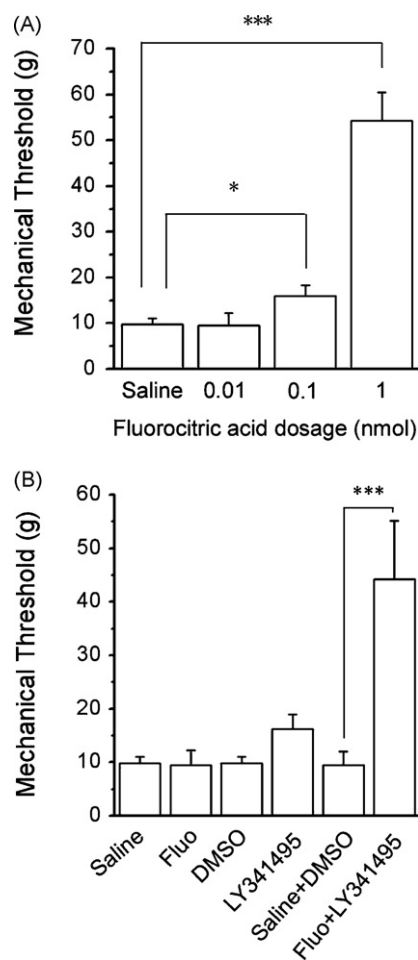 (A)
***
*
Mechanical Threshold (g)
70
60
50
40
30
20
10
0
Saline 0.01 0.1 1
Fluorocitric acid dosage (nmol)
(B)
***
Mechanical Threshold (g)
60
50
40
30
20
10
0
Saline
Fluo
DMSO
LY341495
Saline+DMSO
Fluo+LY341495